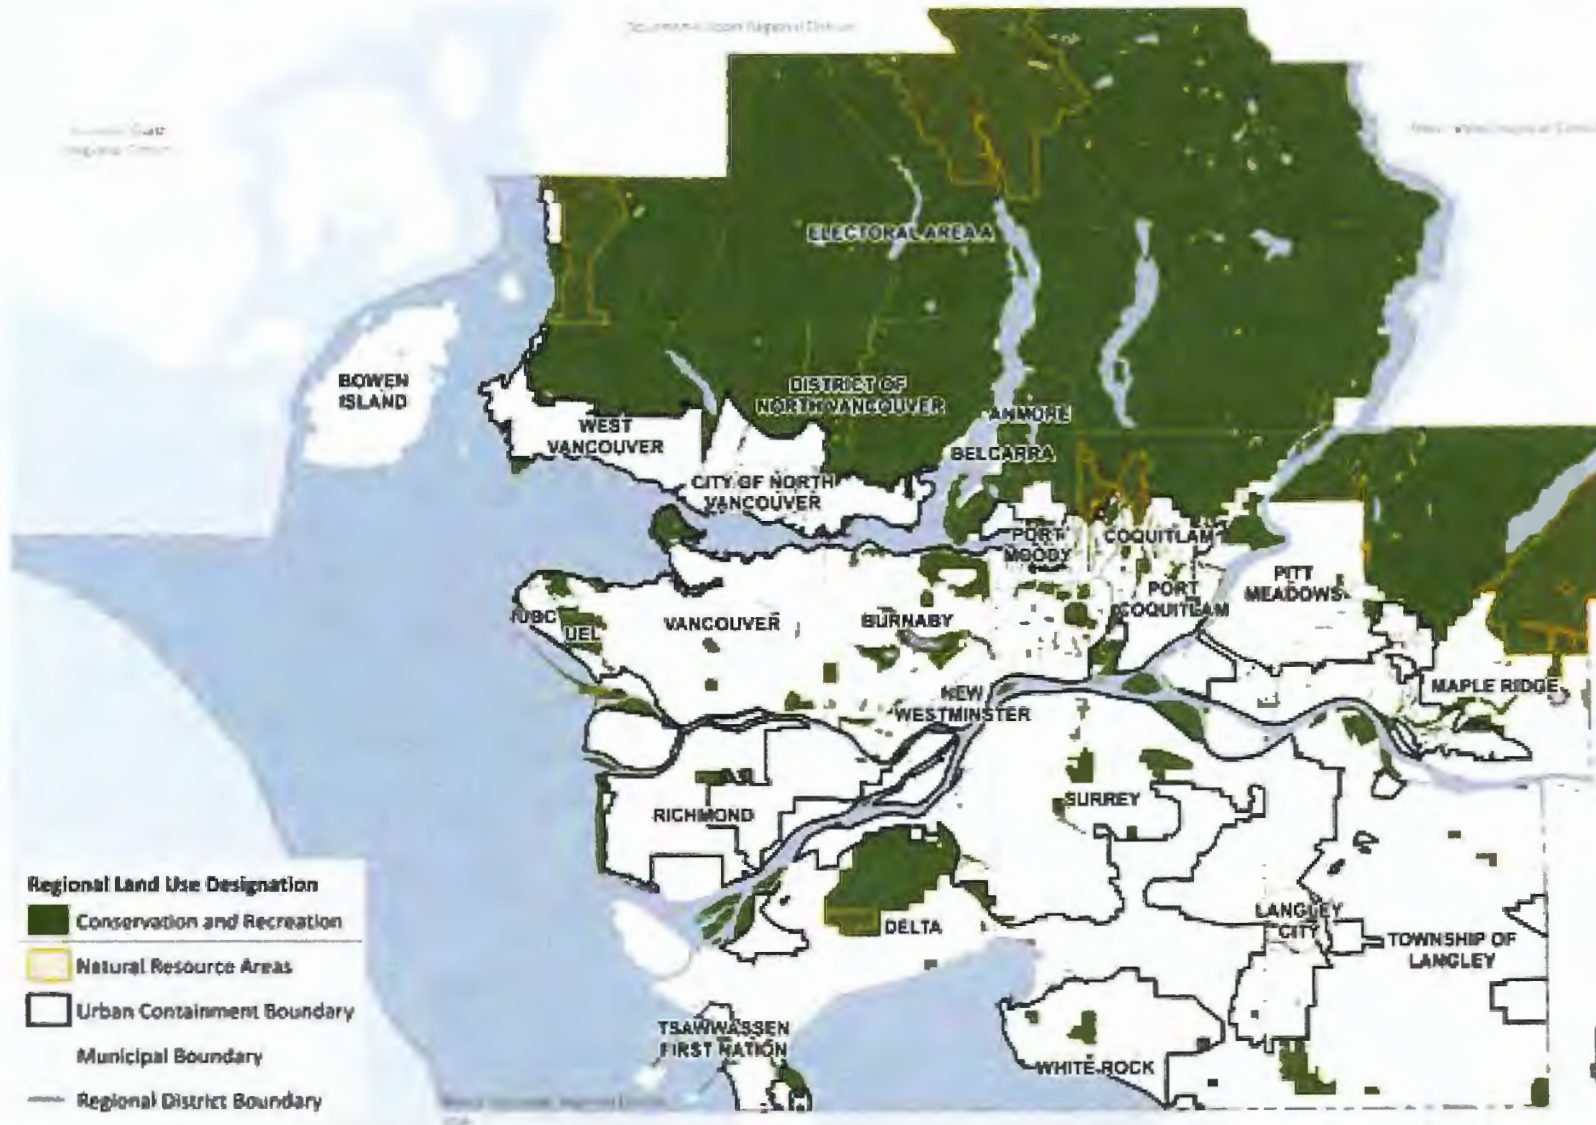 ELECTORAL AREA A
BOWEN
ISLAND
DISTRICT OF
NORTH VANCOUVER
ANMORE
WEST
VANCOUVER
BELCARRA
CITY OF NORTH
VANCOUVER
PORT
MOODY
COQUITLAM
PITT
MEADOWS
PORT
COQUITLAM
UBC
UEL
VANCOUVER
BURNABY
MAPLE RIDGE
NEW
WESTMINSTER
RICHMOND
SURREY
DELTA
LANGLEY
CITY
TOWNSHIP OF
LANGLEY
TSAWWASSEN
FIRST NATION
WHITE ROCK
Regional Land Use Designation
Conservation and Recreation
Natural Resource Areas
Urban Containment Boundary
Municipal Boundary
Regional District Boundary